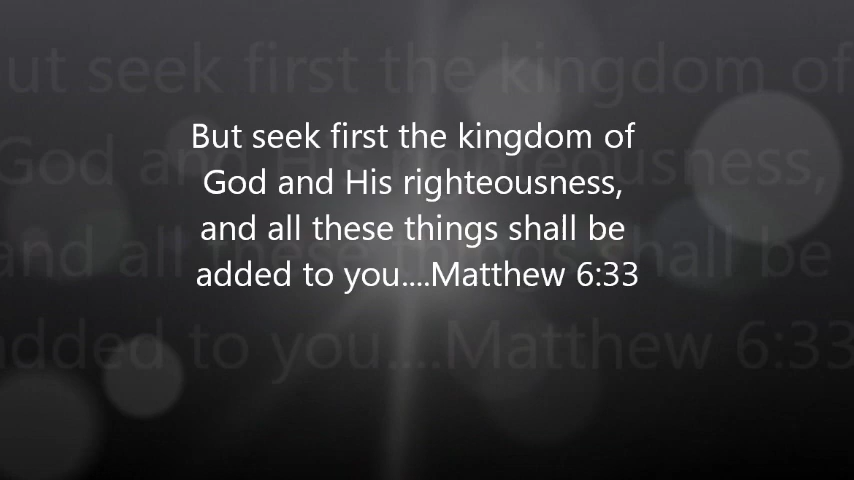 But seek first the kingdom of
God and His righteousness,
and all these things shall be
added to you....Matthew 6:33